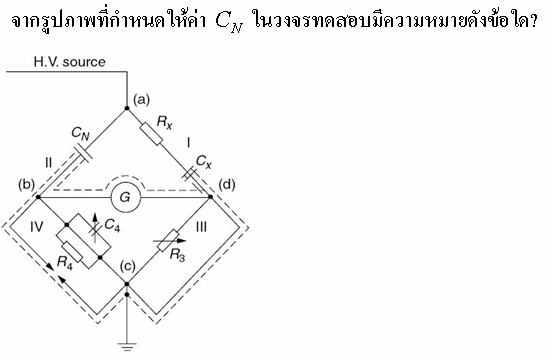 จากรูปภาพที่กำหนดให้ค่า C_N ในวงจรทดสอบมีความหมายดังข้อใด?
H.V. source
(a)
R_x
I
C_N
II
C_x
(b)
(d)
G
IV
C_4
III
R_4
(c)
R_3